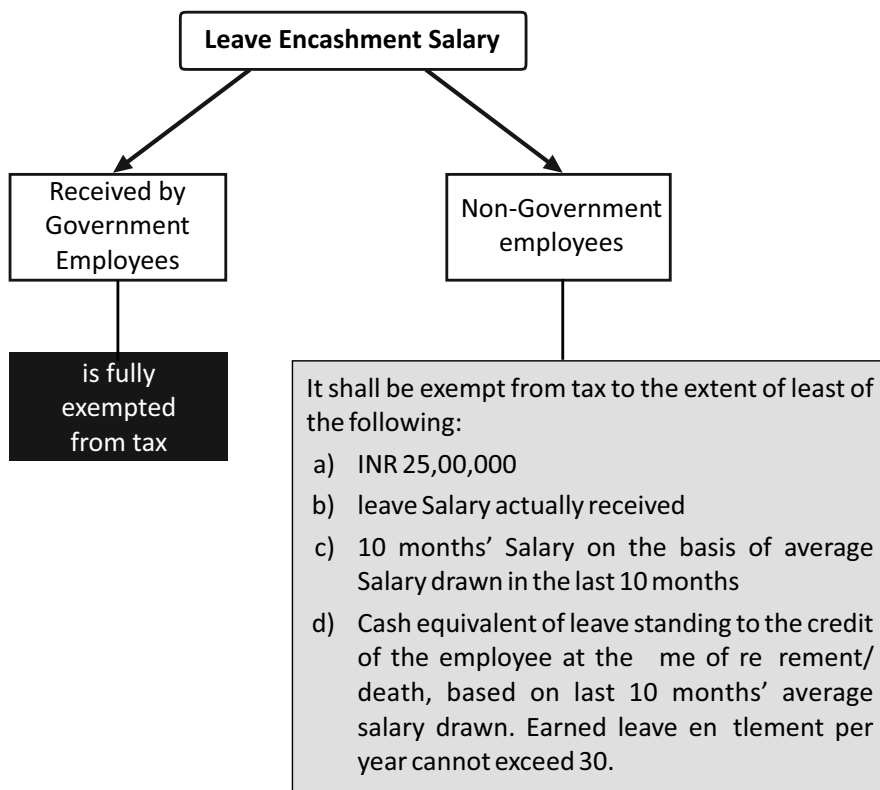 Leave Encashment Salary
Received by
Government
Employees
Non-Government
employees
is fully
exempted
from tax
It shall be exempt from tax to the extent of least of
the following:
a) INR 25,00,000
b) leave Salary actually received
c) 10 months’ Salary on the basis of average
Salary drawn in the last 10 months
d) Cash equivalent of leave standing to the credit
of the employee at the me of re rement/
death, based on last 10 months’ average
salary drawn. Earned leave en tlement per
year cannot exceed 30.